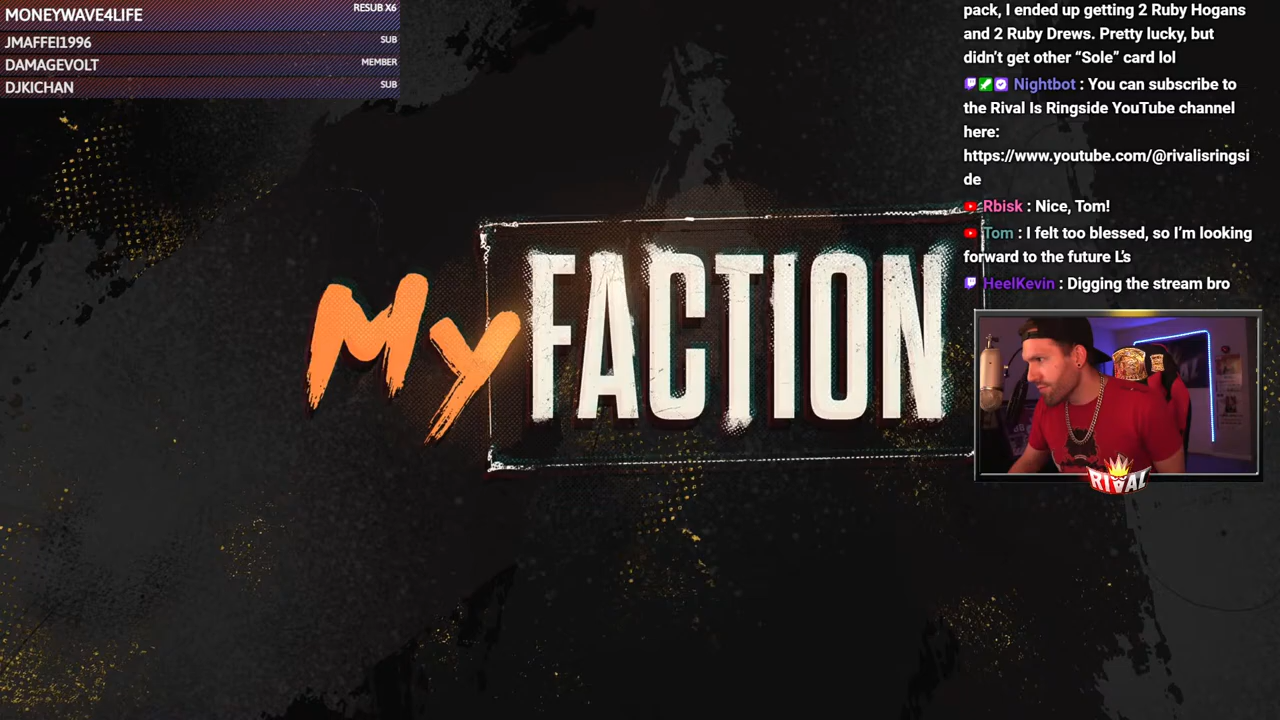 MONEYWAVE4LIFE
RESUB X6
JMAFFEI1996
SUB
DAMAGEVOLT
MEMBER
DJKICHAN
SUB
My FACTION
pack, I ended up getting 2 Ruby Hogans
and 2 Ruby Drews. Pretty lucky, but
didn't get other “Sole” card lol
Nightbot : You can subscribe to
the Rival Is Ringside YouTube channel
here:
https://www.youtube.com/@rivalisringsi
de
Rbisk : Nice, Tom!
Tom : I felt too blessed, so I'm looking
forward to the future L's
HeelKevin : Digging the stream bro
RIVAL